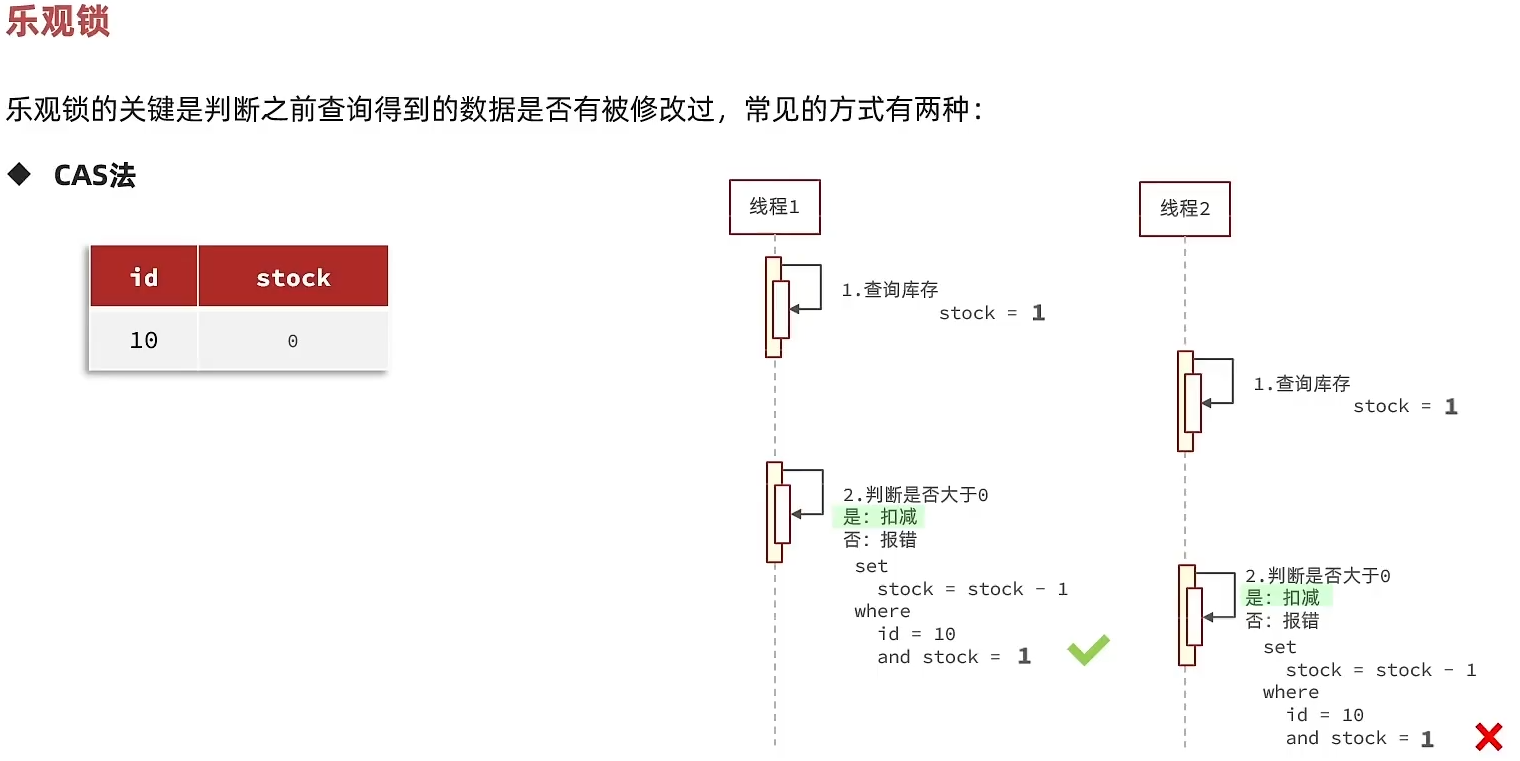 乐观锁
乐观锁的关键是判断之前查询得到的数据是否有被修改过，常见的方式有两种：
CAS法
id stock
10 0
线程1
1.查询库存
stock = 1
2.判断是否大于0
是：扣减
否：报错
set
stock = stock - 1
where
id = 10
and stock = 1
线程2
1.查询库存
stock = 1
2.判断是否大于0
是：扣减
否：报错
set
stock = stock - 1
where
id = 10
and stock = 1